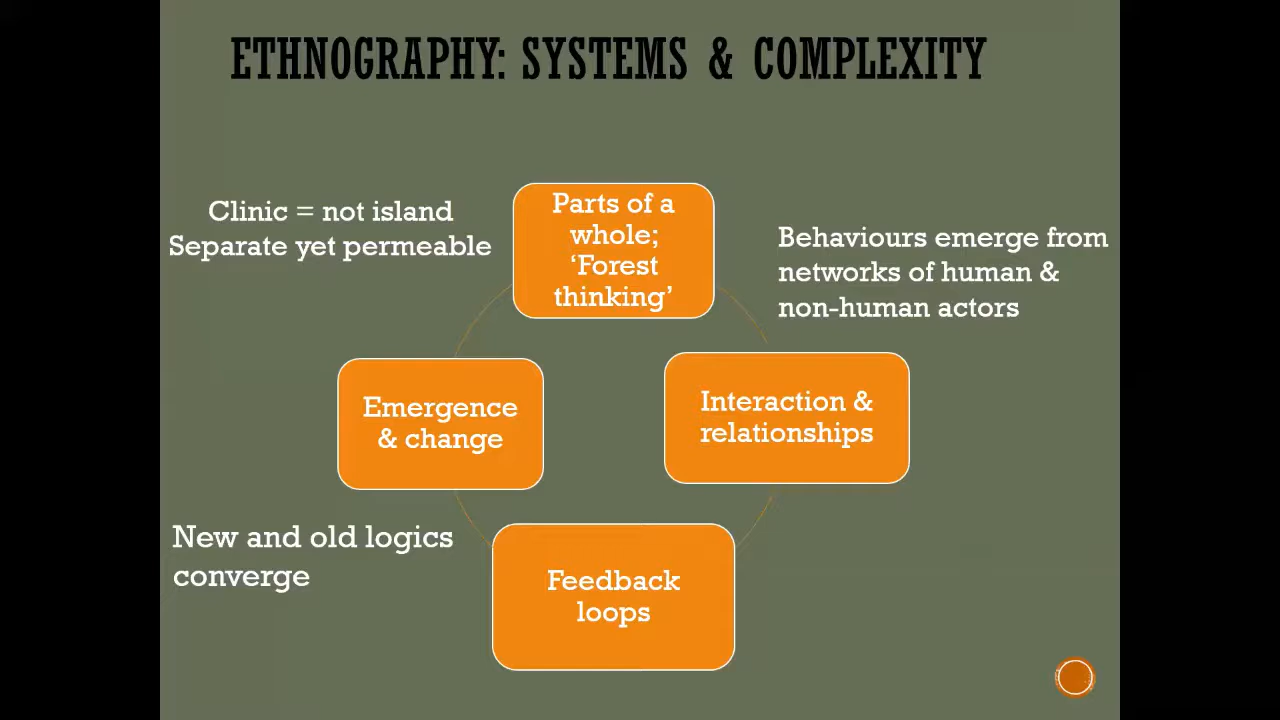 ETHNOGRAPHY: SYSTEMS & COMPLEXITY
Clinic = not island
Separate yet permeable
Parts of a
whole;
‘Forest
thinking’
Behaviours emerge from
networks of human &
non-human actors
Emergence
& change
Interaction &
relationships
New and old logics
converge
Feedback
loops